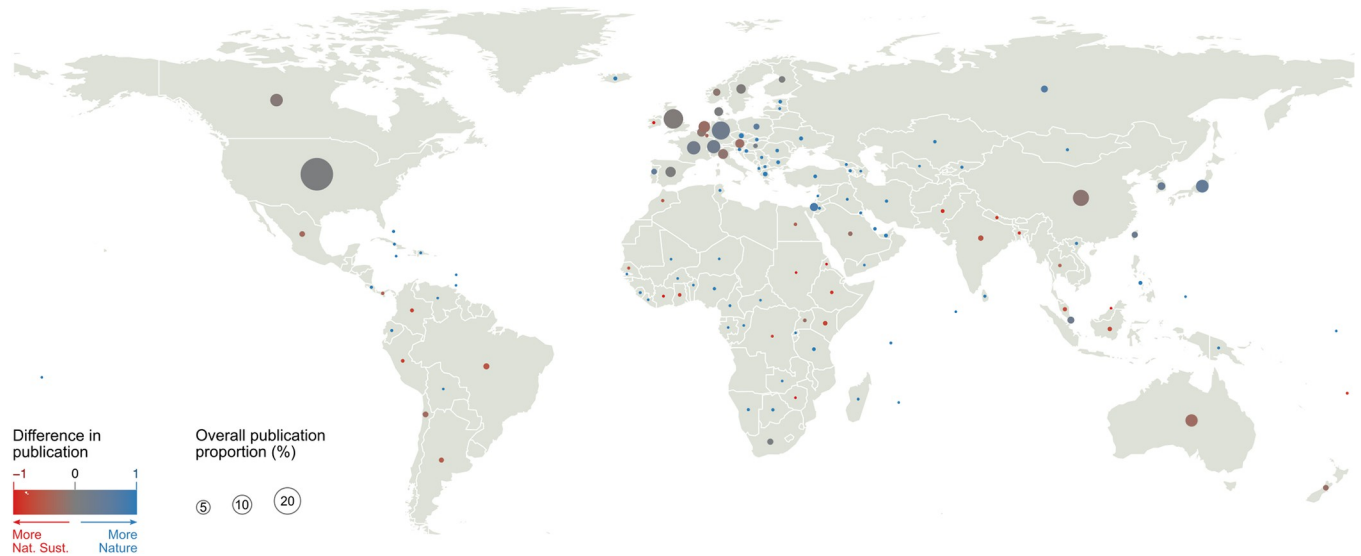 Difference in
publication
−1 0 1
More
Nat. Sust.
More
Nature
Overall publication
proportion (%)
5 10 20